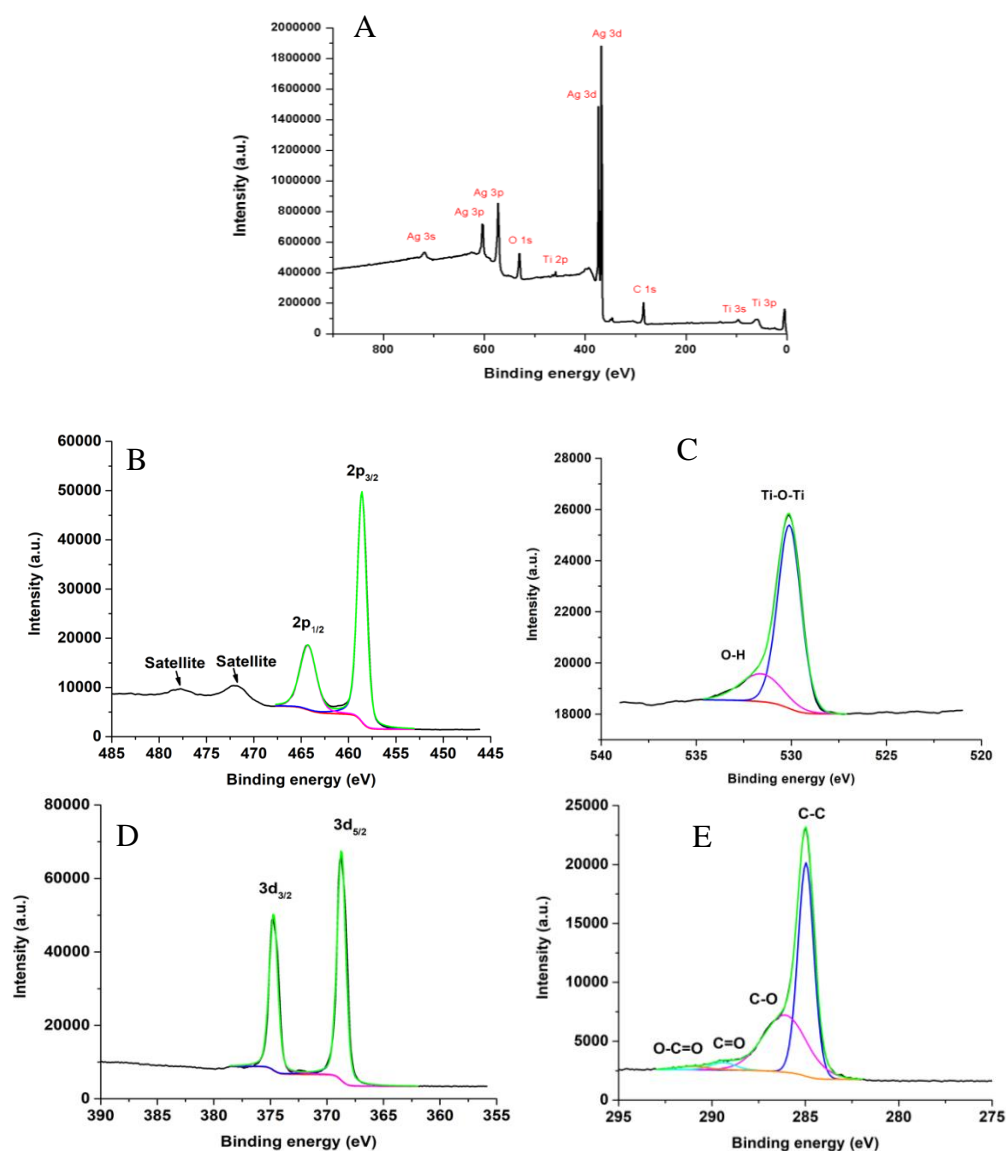 A
Ag 3d
Ag 3d
Ag 3p
Ag 3p
Ag 3s
O 1s
Ti 2p
C 1s
Ti 3s
Ti 3p
Intensity (a.u.)
2000000
1800000
1600000
1400000
1200000
1000000
800000
600000
400000
200000
0
800 600 400 200 0
Binding energy (eV)
B
2p3/2
2p1/2
Satellite
Satellite
Intensity (a.u.)
60000
50000
40000
30000
20000
10000
0
485 480 475 470 465 460 455 450 445
Binding energy (eV)
C
Ti-O-Ti
O-H
Intensity (a.u.)
28000
26000
24000
22000
20000
18000
540 535 530 525 520
Binding energy (eV)
D
3d5/2
3d3/2
Intensity (a.u.)
80000
60000
40000
20000
0
390 385 380 375 370 365 360 355
Binding energy (eV)
E
C-C
C-O
C=O
O-C=O
Intensity (a.u.)
25000
20000
15000
10000
5000
0
295 290 285 280 275
Binding energy (eV)